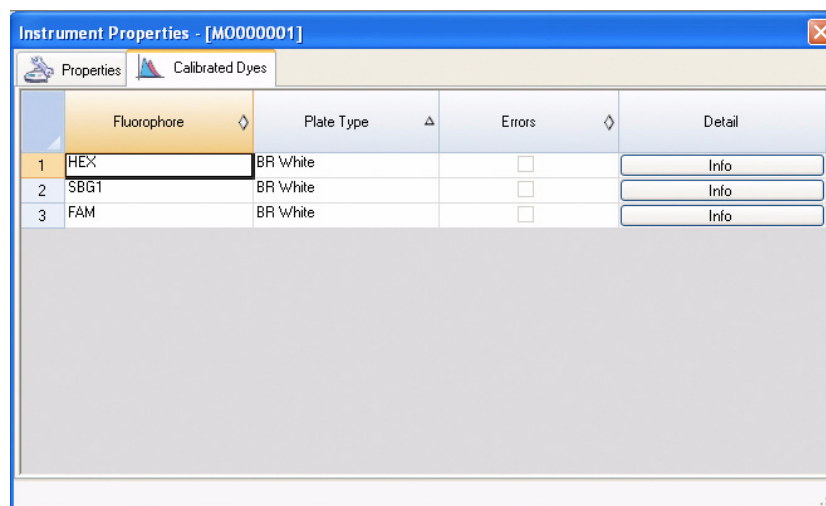 Instrument Properties - [MO000001]
Properties Calibrated Dyes
Fluorophore Plate Type Errors Detail
1 HEX BR White Info
2 SBG1 BR White Info
3 FAM BR White Info